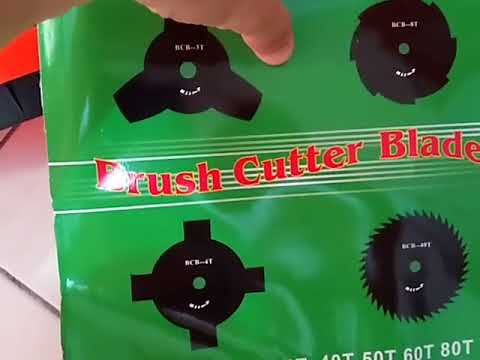 BCB--3T
BCB--8T
Brush Cutter Blade
BCB--4T
BCB--40T
40T 50T 60T 80T